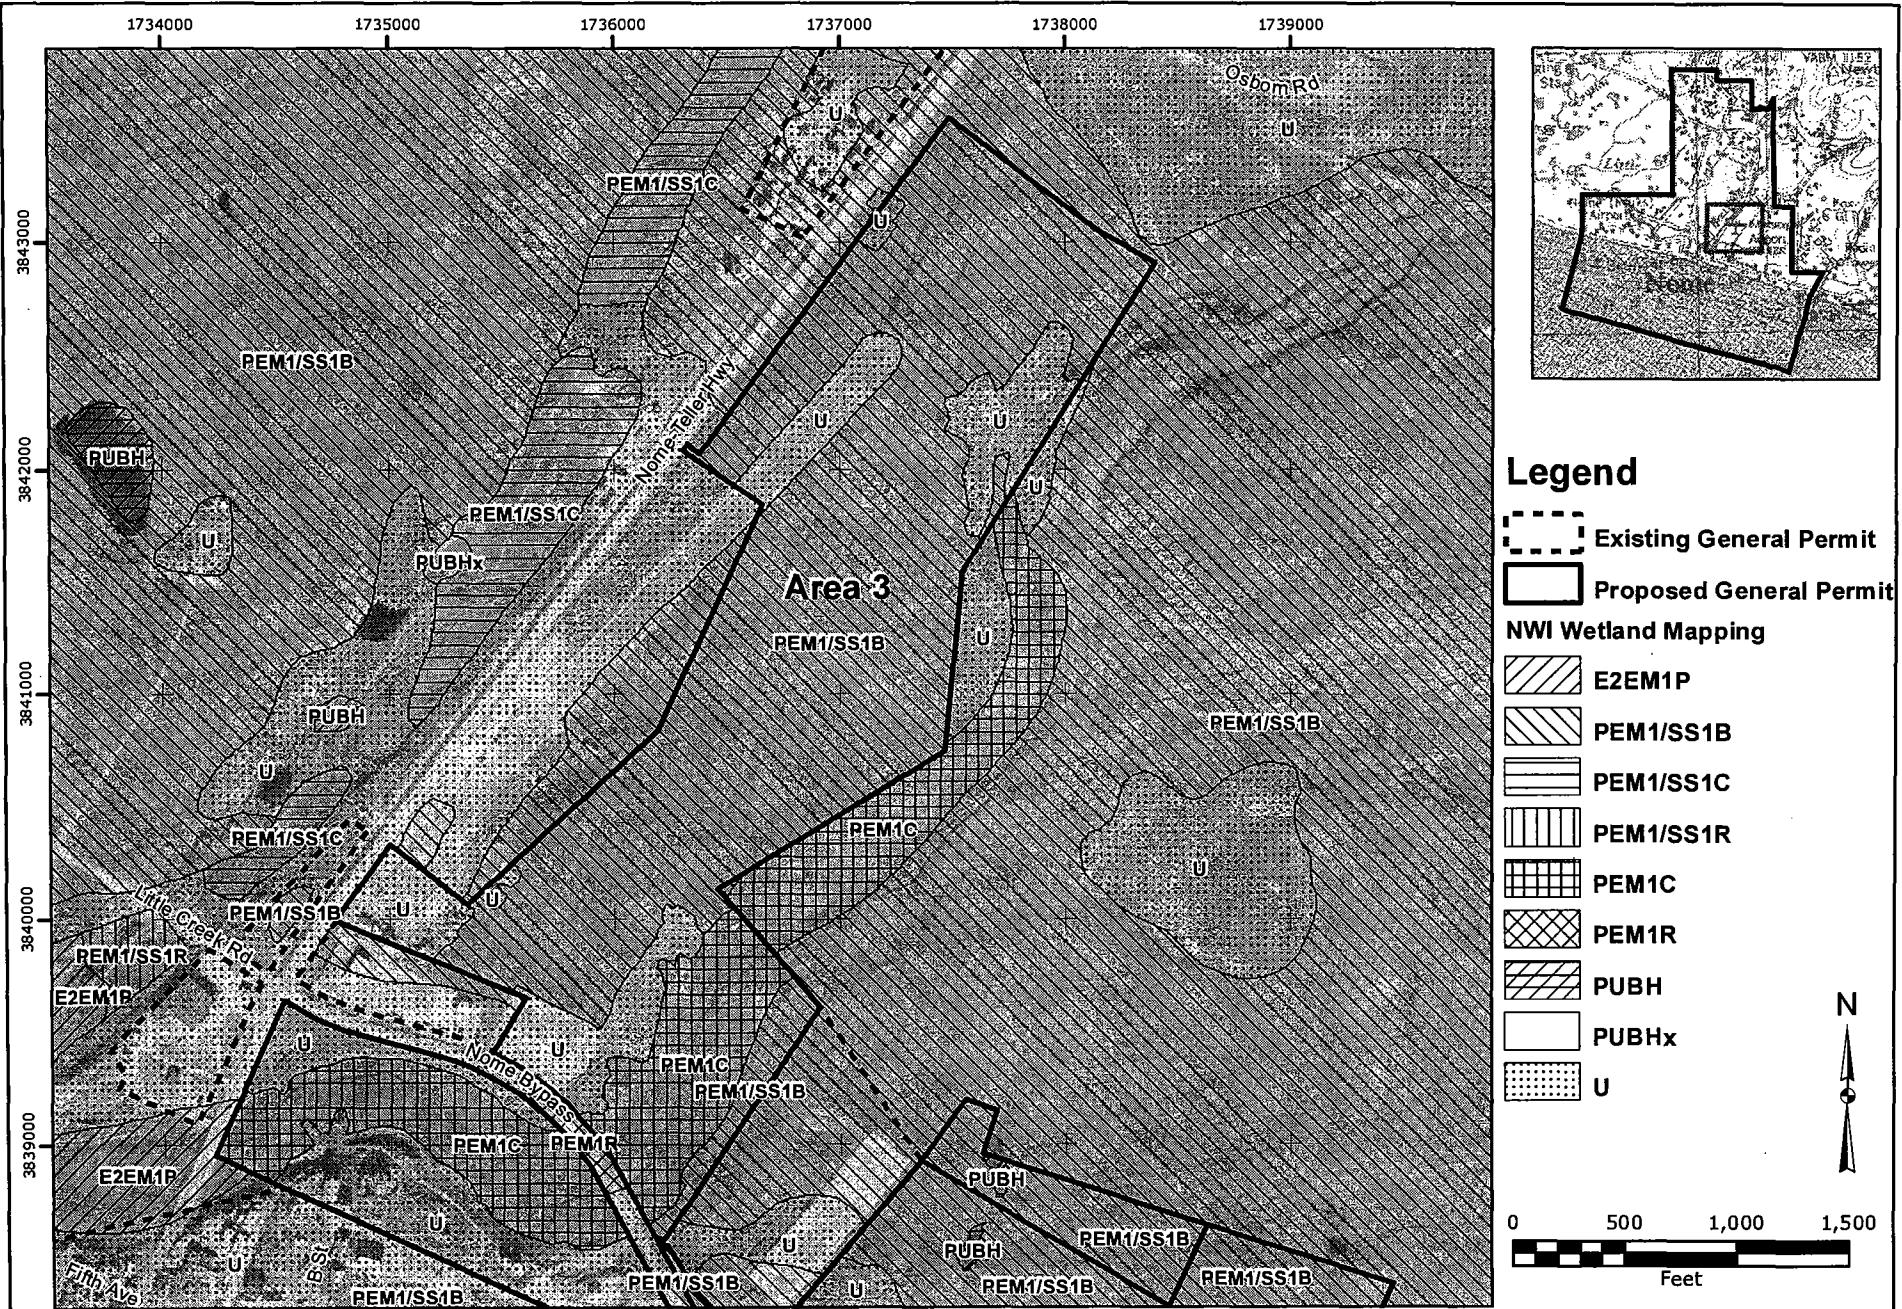 1734000 1735000 1736000 1737000 1738000 1739000
3843000
3842000
3841000
3840000
3839000
Osborn Rd
U
U
PEM1/SS1C
U
PEM1/SS1B
Nome-Teller Hwy
U
U
PUBH
U
PEM1/SS1C
U
PUBHx
Area 3
PEM1/SS1B
U
PUBH
PEM1/SS1B
U
PEM1/SS1C
PEM1C
U
U
U
Little Creek Rd
PEM1/SS1B
PEM1/SS1R
E2EM1P
U
U
Nome Bypass
PEM1C
PEM1/SS1B
PEM1C
PEM1R
E2EM1P
PUBH
U
U
U
PUBH
PEM1/SS1B
B St
Fifth Ave
PEM1/SS1B
PEM1/SS1B
U
PEM1/SS1B
PEM1/SS1B
Nome
Legend
Existing General Permit
Proposed General Permit
NWI Wetland Mapping
E2EM1P
PEM1/SS1B
PEM1/SS1C
PEM1/SS1R
PEM1C
PEM1R
PUBH
PUBHx
U
N
0 500 1,000 1,500
Feet